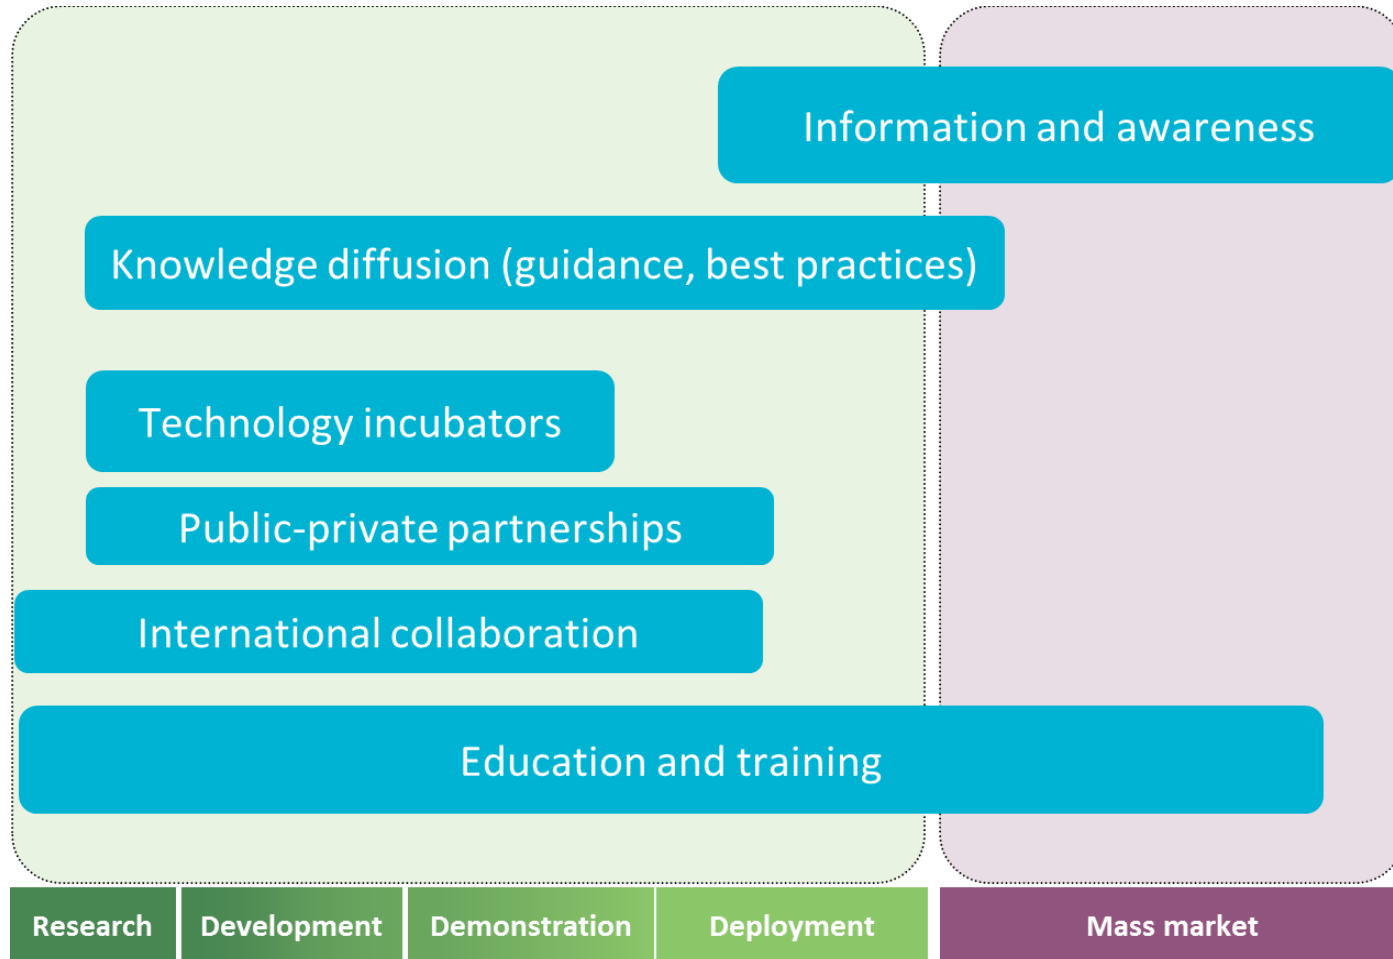 Information and awareness
Knowledge diffusion (guidance, best practices)
Technology incubators
Public-private partnerships
International collaboration
Education and training
Research
Development
Demonstration
Deployment
Mass market